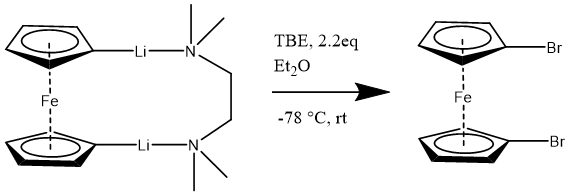 Li
N
TBE, 2.2eq
Et₂O
Br
Fe
Fe
-78 °C, rt
Li
N
Br